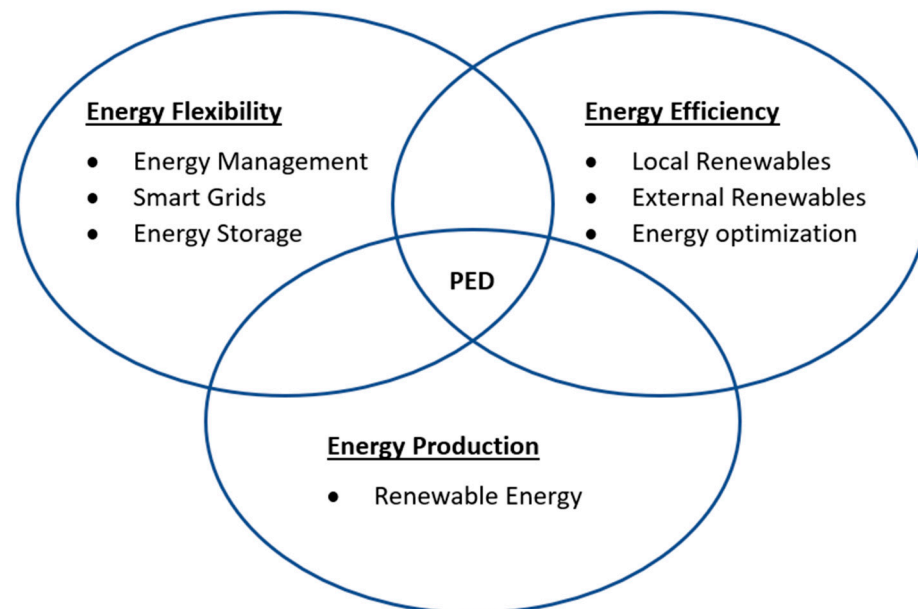 Energy Flexibility
• Energy Management
• Smart Grids
• Energy Storage
Energy Efficiency
• Local Renewables
• External Renewables
• Energy optimization
PED
Energy Production
• Renewable Energy